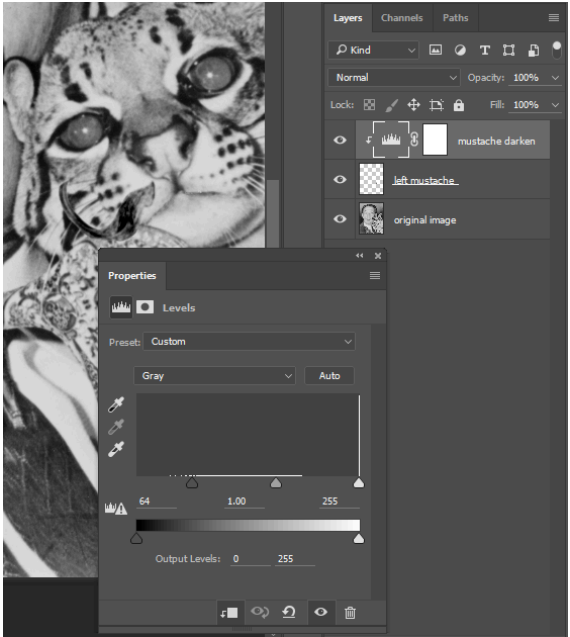 Layers Channels Paths
Kind
Normal Opacity: 100%
Lock: Fill: 100%
mustache darken
left mustache
original image
Properties
Levels
Preset: Custom
Gray Auto
64 1.00 255
Output Levels: 0 255